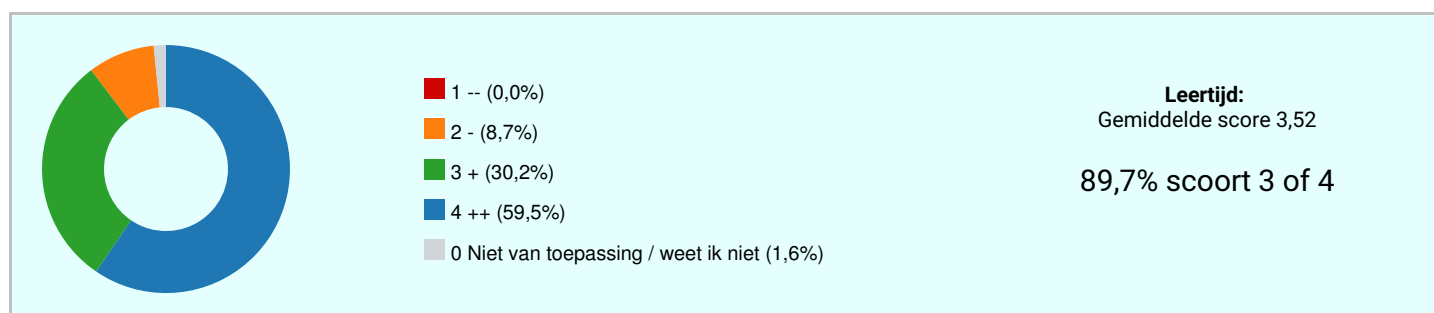 1 -- (0,0%)
2 - (8,7%)
3 + (30,2%)
4 ++ (59,5%)
0 Niet van toepassing / weet ik niet (1,6%)
Leertijd:
Gemiddelde score 3,52
89,7% scoort 3 of 4